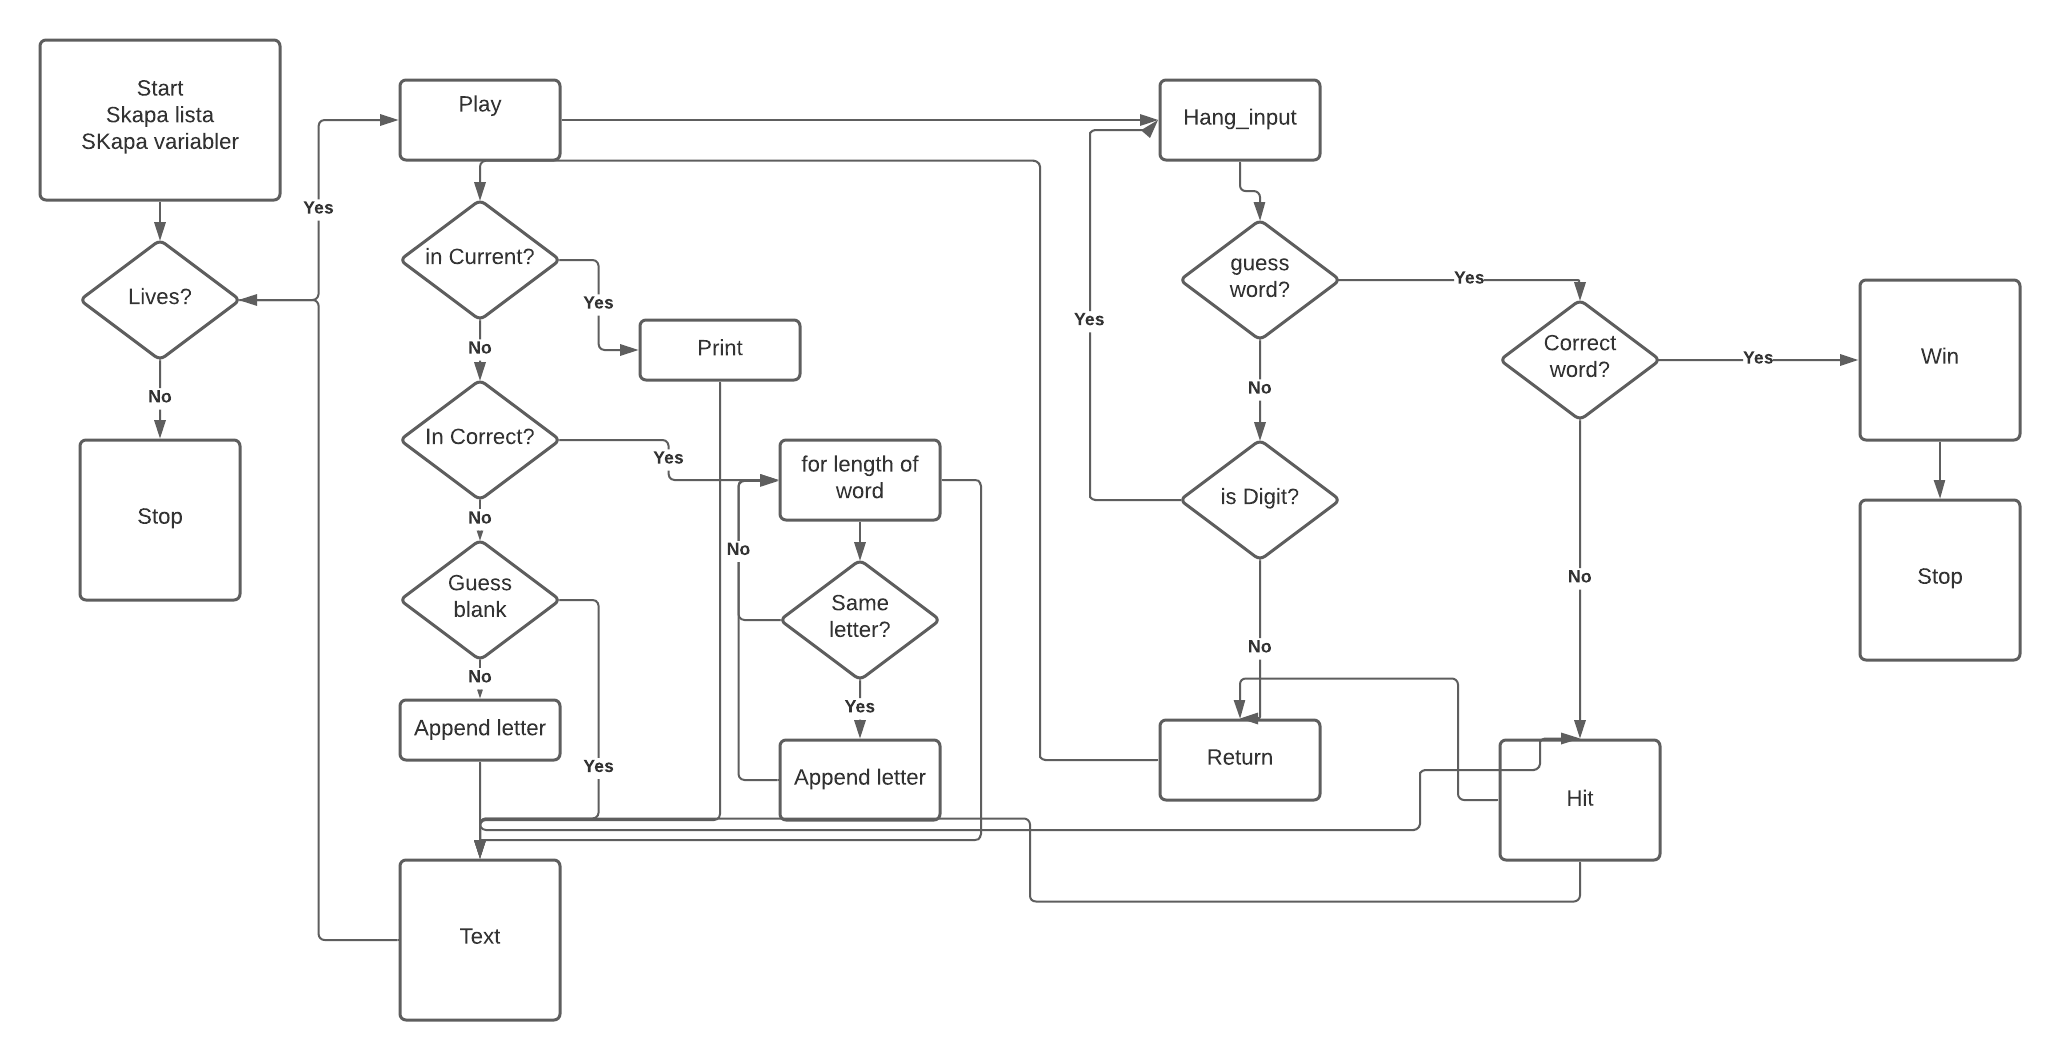 Start
Skapa lista
SKapa variabler
Play
Hang_input
Yes
in Current?
guess
word?
Yes
Lives?
Yes
Yes
Correct
word?
Yes
Win
No
Print
No
No
In Correct?
Yes
for length of
word
is Digit?
Stop
No
No
Guess
blank
Same
letter?
No
Stop
No
No
Yes
Append letter
Yes
Append letter
Return
Hit
Text